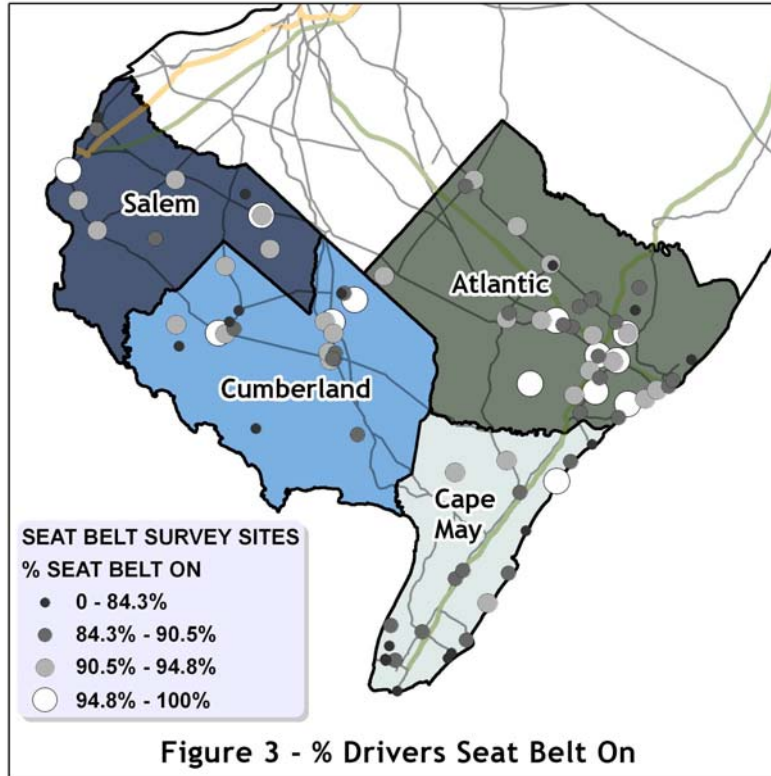 Salem
Atlantic
Cumberland
Cape
May
SEAT BELT SURVEY SITES
% SEAT BELT ON
0 - 84.3%
84.3% - 90.5%
90.5% - 94.8%
94.8% - 100%
Figure 3 - % Drivers Seat Belt On